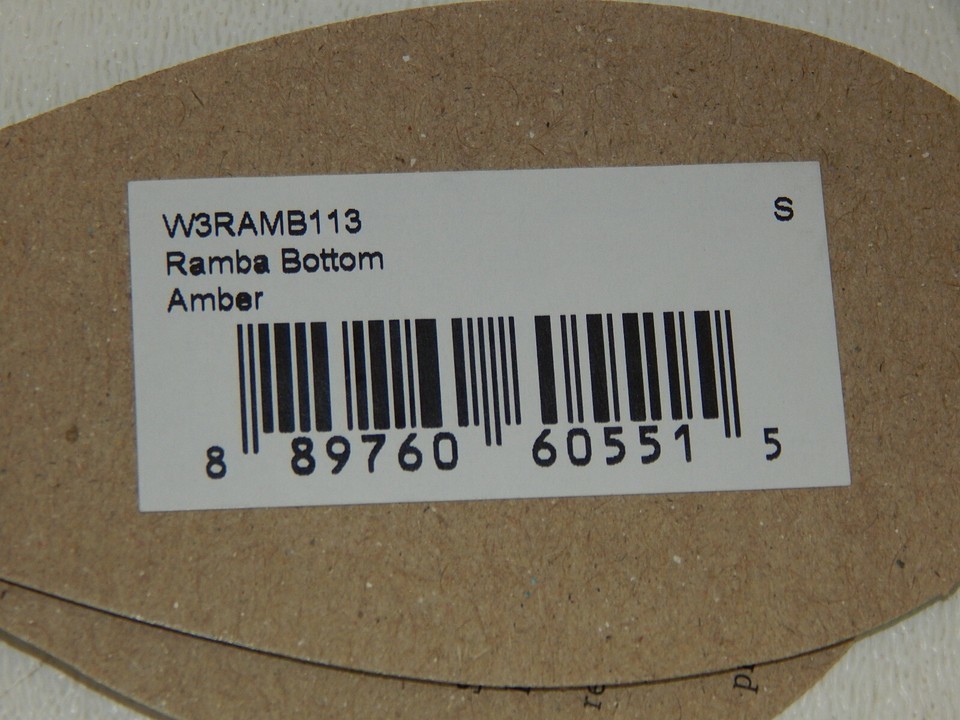 W3RAMB113 S
Ramba Bottom
Amber
8 89760 60551 5